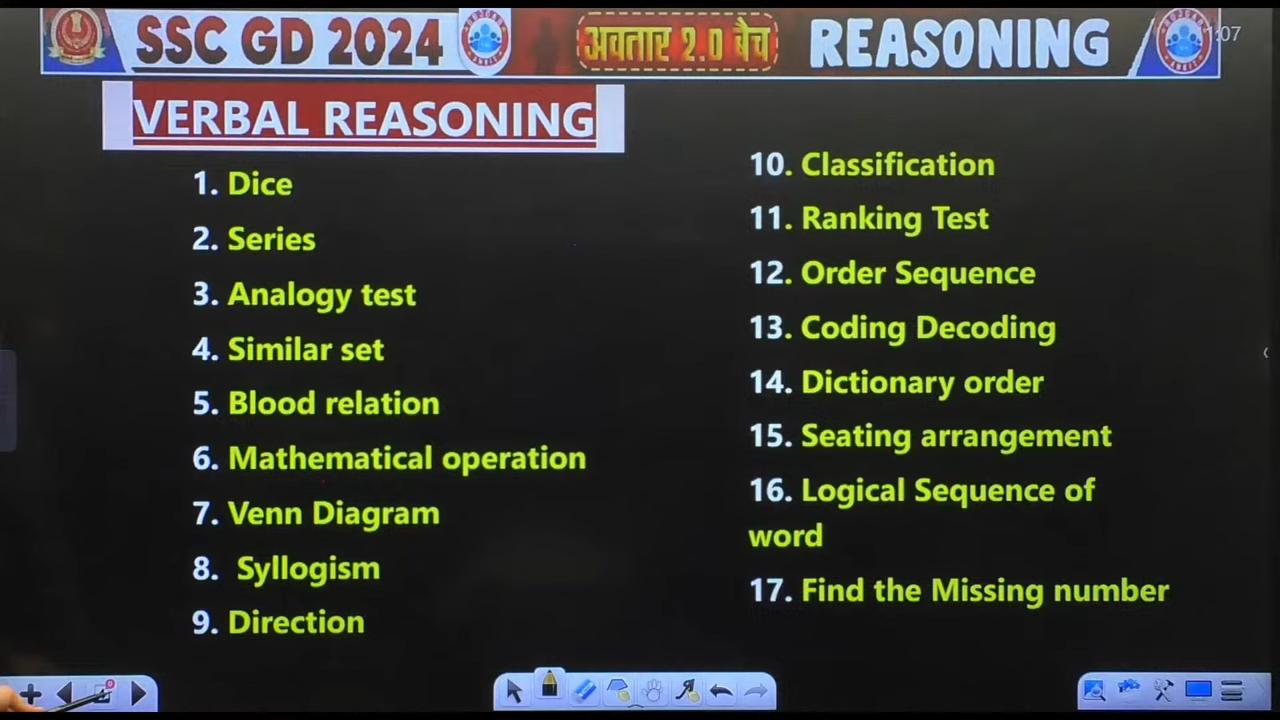 SSC GD 2024
अवतार 2.0 बैच
REASONING
1:07
VERBAL REASONING
1. Dice
2. Series
3. Analogy test
4. Similar set
5. Blood relation
6. Mathematical operation
7. Venn Diagram
8. Syllogism
9. Direction
10. Classification
11. Ranking Test
12. Order Sequence
13. Coding Decoding
14. Dictionary order
15. Seating arrangement
16. Logical Sequence of
word
17. Find the Missing number